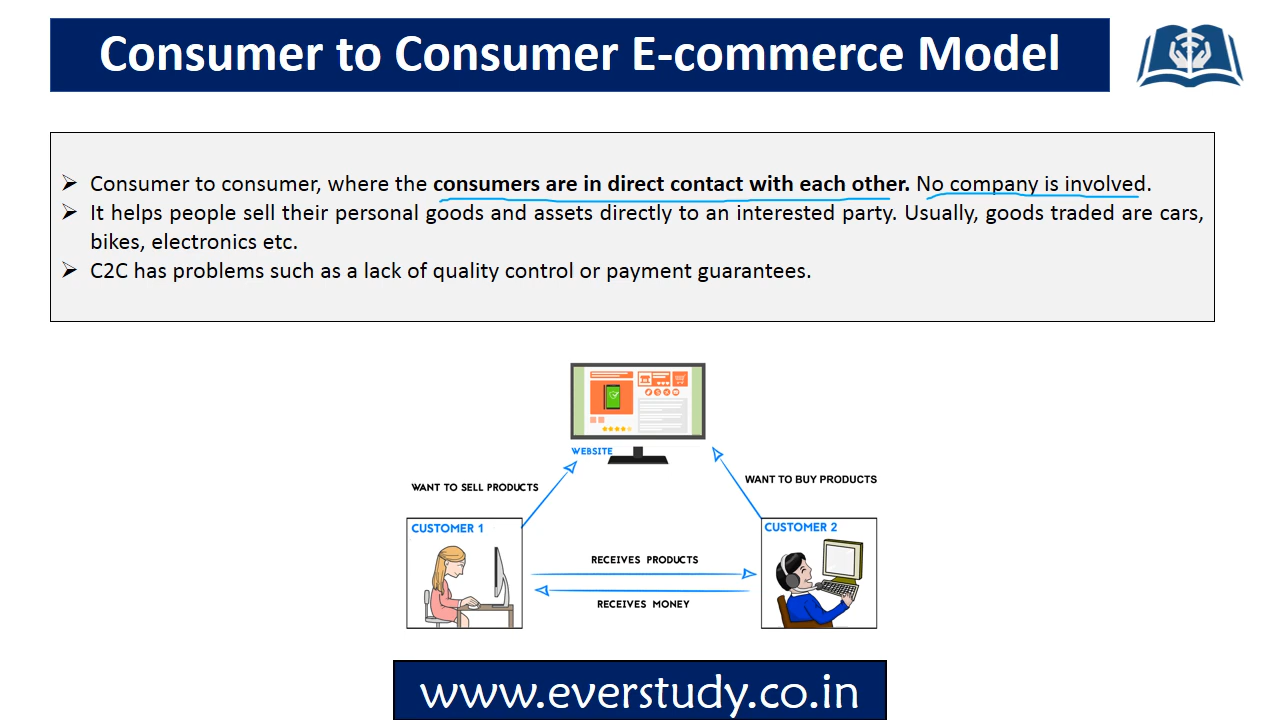 Consumer to Consumer E-commerce Model
➢ Consumer to consumer, where the consumers are in direct contact with each other. No company is involved.
➢ It helps people sell their personal goods and assets directly to an interested party. Usually, goods traded are cars,
bikes, electronics etc.
➢ C2C has problems such as a lack of quality control or payment guarantees.
WEBSITE
WANT TO SELL PRODUCTS
WANT TO BUY PRODUCTS
CUSTOMER 1
CUSTOMER 2
RECEIVES PRODUCTS
RECEIVES MONEY
www.everstudy.co.in